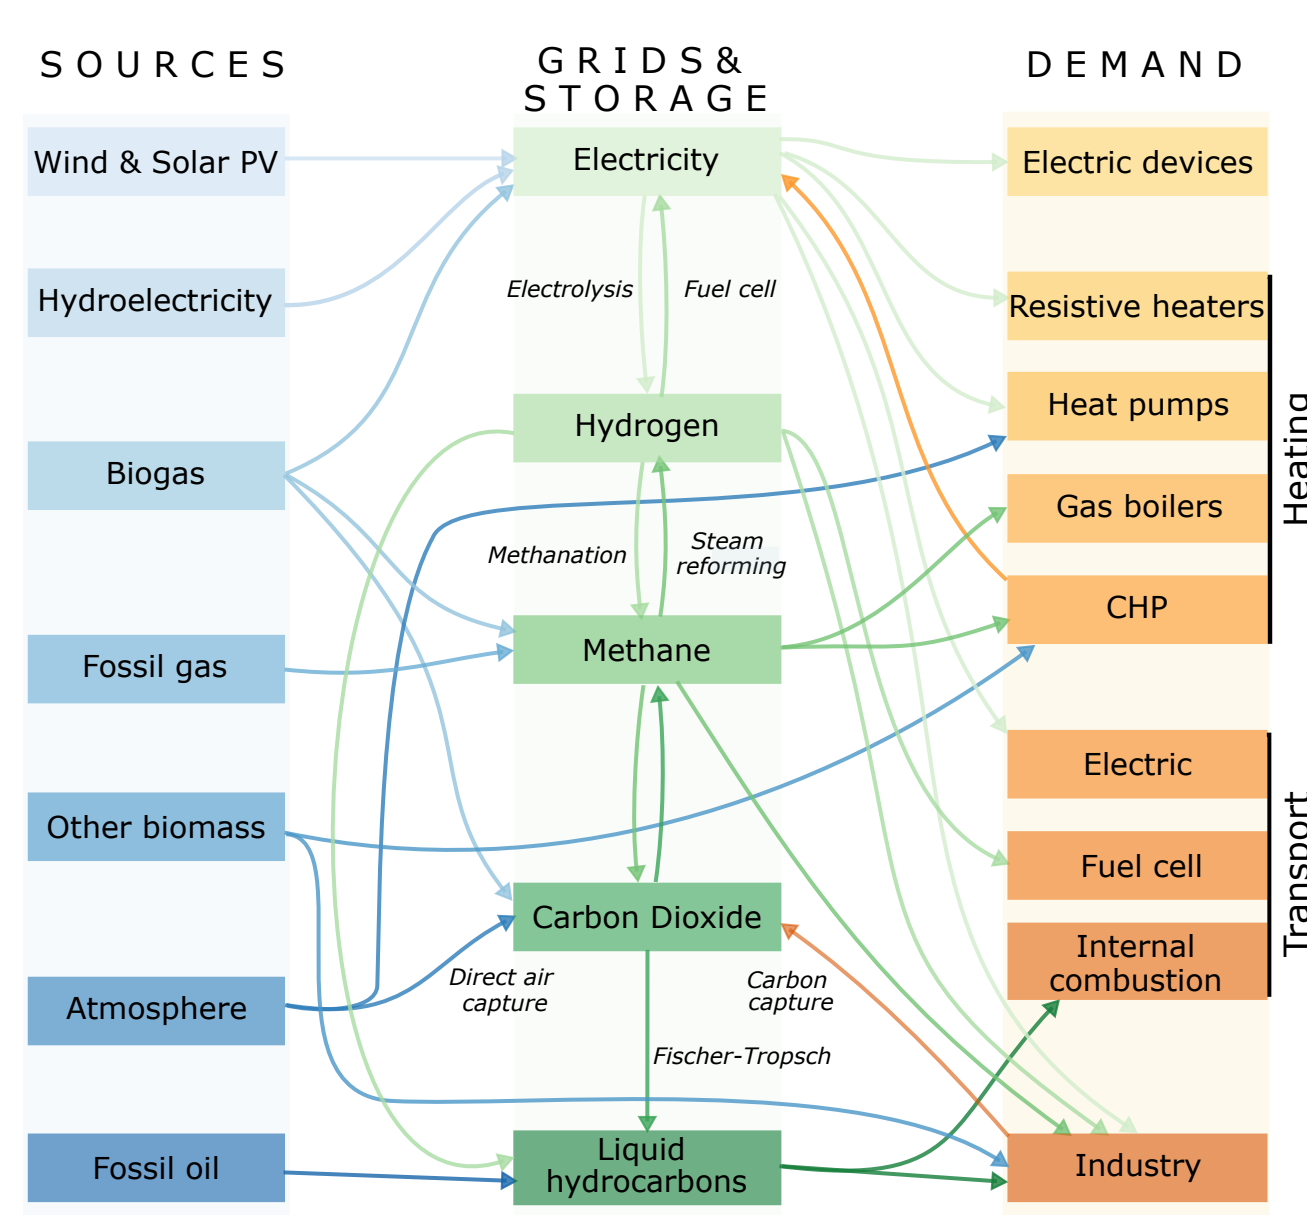 SOURCES
GRIDS&
STORAGE
DEMAND
Wind & Solar PV
Hydroelectricity
Biogas
Fossil gas
Other biomass
Atmosphere
Fossil oil
Electricity
Electrolysis
Fuel cell
Hydrogen
Methanation
Steam
reforming
Methane
Carbon Dioxide
Direct air
capture
Carbon
capture
Fischer-Tropsch
Liquid
hydrocarbons
Electric devices
Resistive heaters
Heat pumps
Gas boilers
CHP
Heating
Electric
Fuel cell
Internal
combustion
Transport
Industry